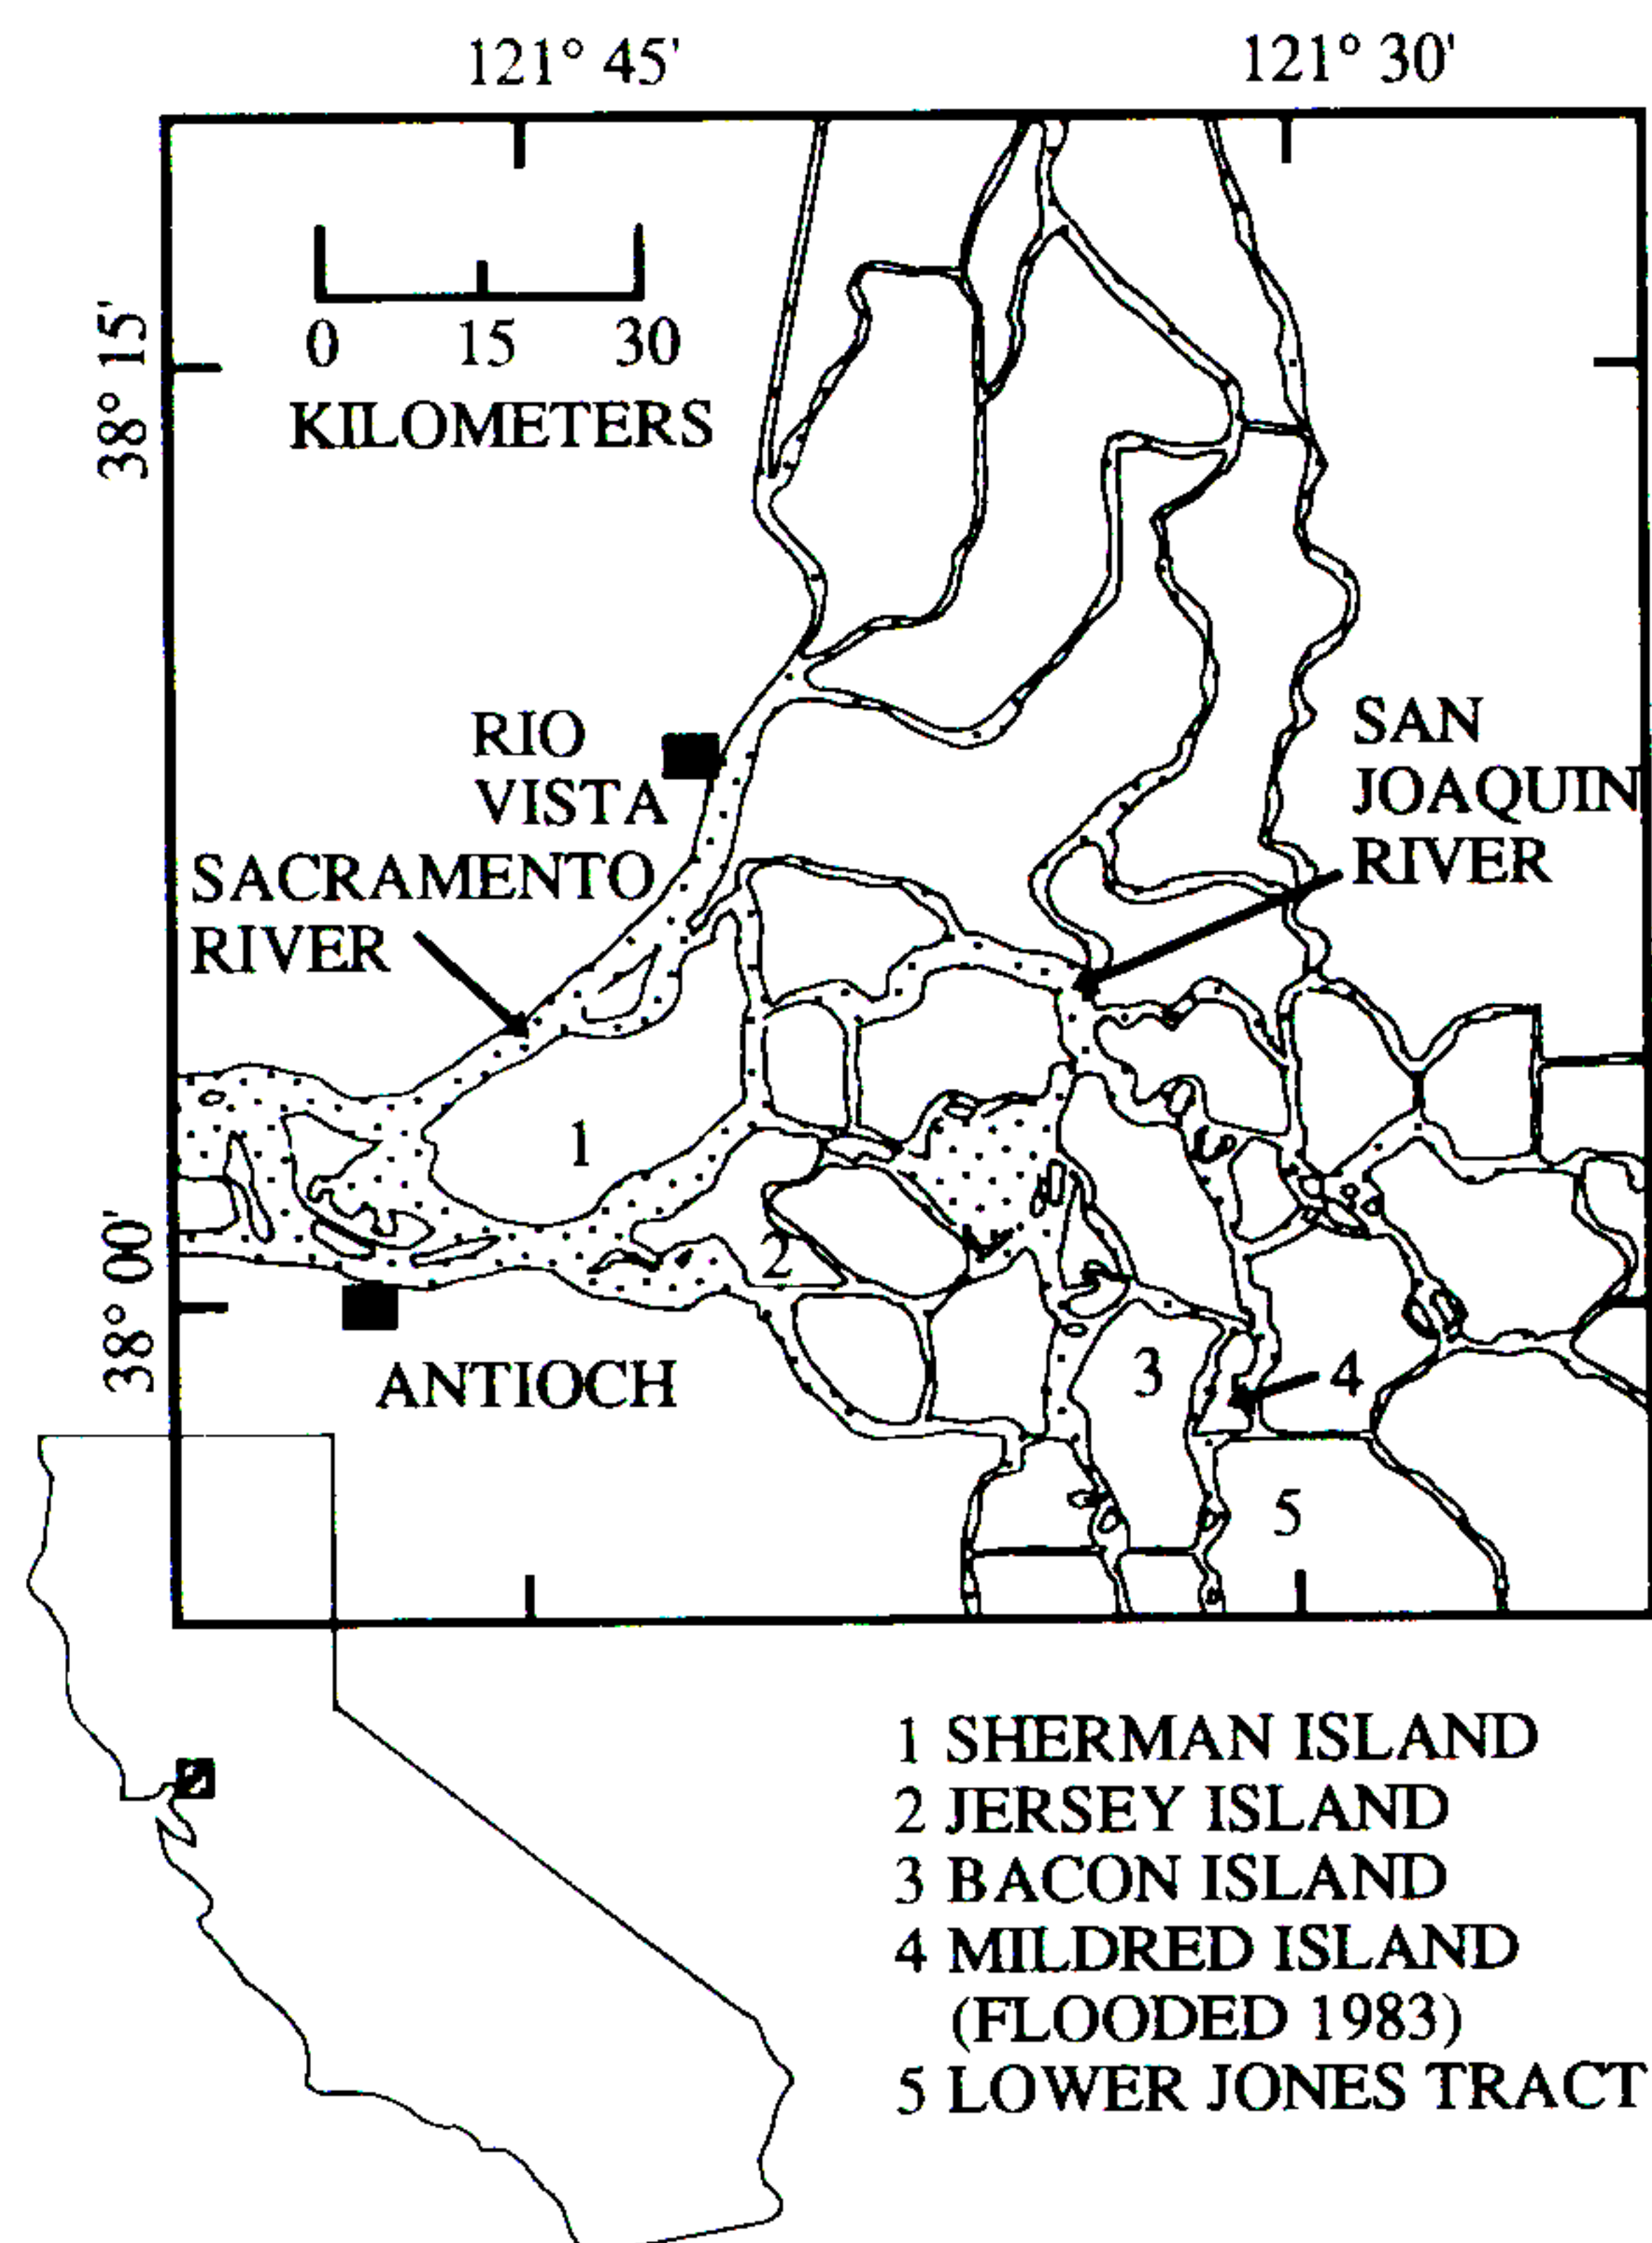 121° 45'
121° 30'
38° 15'
0 15 30
KILOMETERS
RIO
VISTA
SAN
JOAQUIN
RIVER
SACRAMENTO
RIVER
1
2
38° 00'
3
4
ANTIOCH
5
1 SHERMAN ISLAND
2 JERSEY ISLAND
3 BACON ISLAND
4 MILDRED ISLAND
(FLOODED 1983)
5 LOWER JONES TRACT